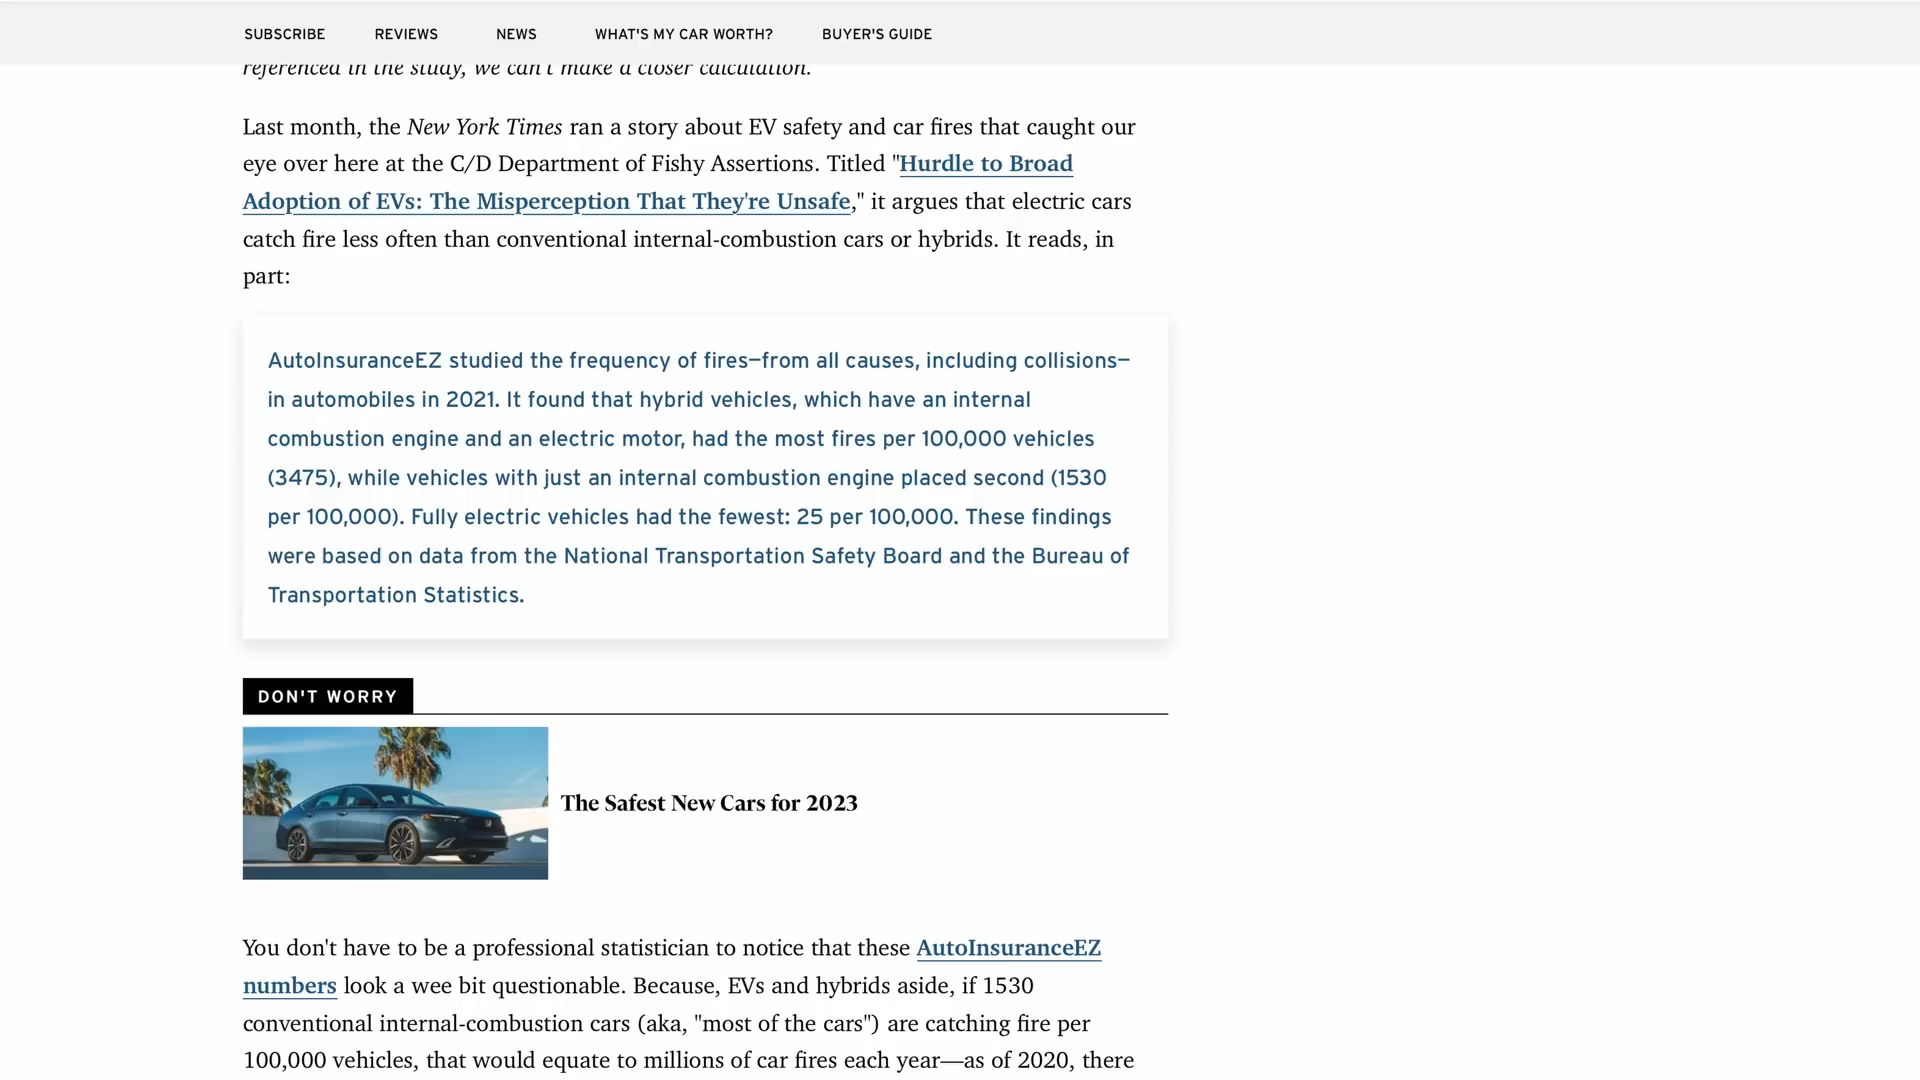 SUBSCRIBE REVIEWS NEWS WHAT'S MY CAR WORTH? BUYER'S GUIDE
referenced in the study, we can't make a closer calculation.
Last month, the New York Times ran a story about EV safety and car fires that caught our
eye over here at the C/D Department of Fishy Assertions. Titled "Hurdle to Broad
Adoption of EVs: The Misperception That They're Unsafe," it argues that electric cars
catch fire less often than conventional internal-combustion cars or hybrids. It reads, in
part:
AutoInsuranceEZ studied the frequency of fires—from all causes, including collisions—
in automobiles in 2021. It found that hybrid vehicles, which have an internal
combustion engine and an electric motor, had the most fires per 100,000 vehicles
(3475), while vehicles with just an internal combustion engine placed second (1530
per 100,000). Fully electric vehicles had the fewest: 25 per 100,000. These findings
were based on data from the National Transportation Safety Board and the Bureau of
Transportation Statistics.
DON'T WORRY
The Safest New Cars for 2023
You don't have to be a professional statistician to notice that these AutoInsuranceEZ
numbers look a wee bit questionable. Because, EVs and hybrids aside, if 1530
conventional internal-combustion cars (aka, "most of the cars") are catching fire per
100,000 vehicles, that would equate to millions of car fires each year—as of 2020, there